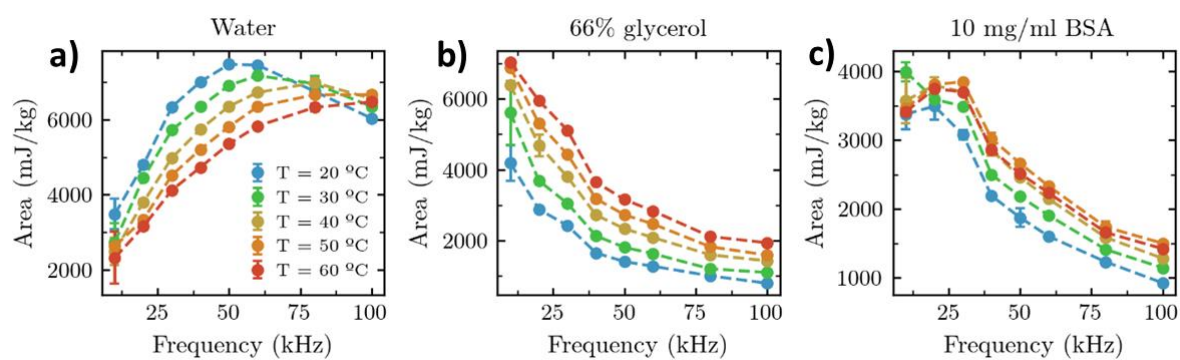 a) Water
Area (mJ/kg)
6000
4000
2000
T = 20 ºC
T = 30 ºC
T = 40 ºC
T = 50 ºC
T = 60 ºC
25 50 75 100
Frequency (kHz)
b) 66% glycerol
Area (mJ/kg)
6000
4000
2000
25 50 75 100
Frequency (kHz)
c) 10 mg/ml BSA
Area (mJ/kg)
4000
3000
2000
1000
25 50 75 100
Frequency (kHz)